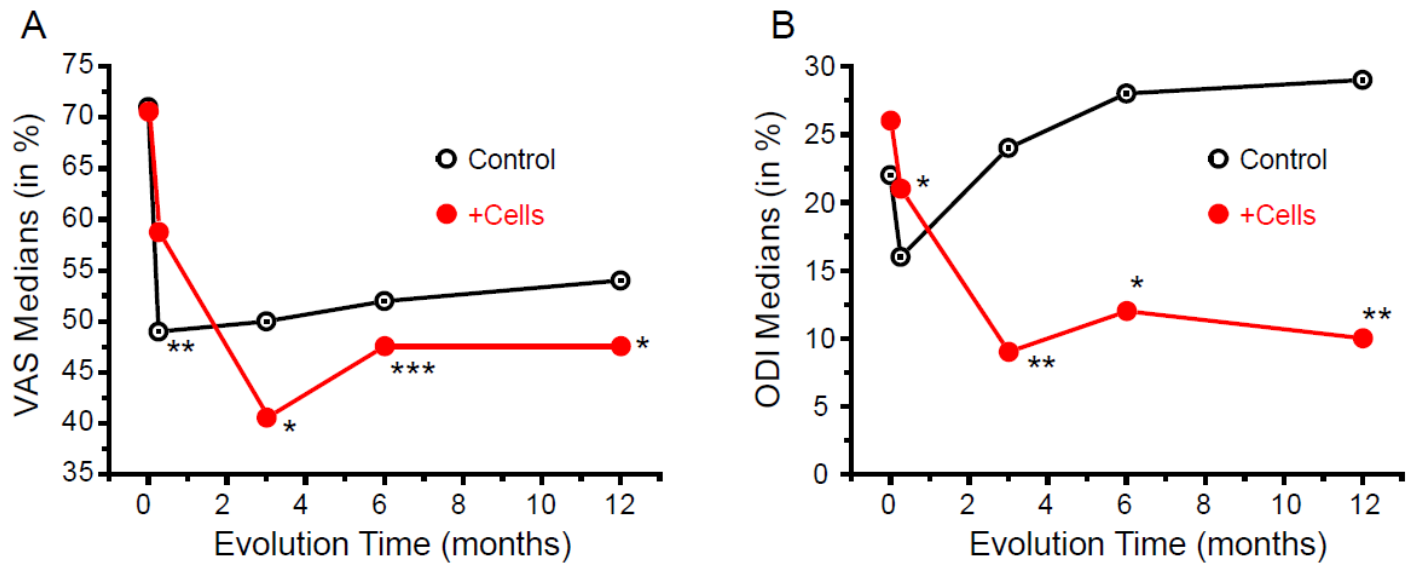 A
VAS Medians (in %)
75
70
65
60
55
50
45
40
35
Control
+Cells
**
*
***
*
0 2 4 6 8 10 12
Evolution Time (months)
B
ODI Medians (in %)
30
25
20
15
10
5
0
Control
+Cells
*
**
*
**
0 2 4 6 8 10 12
Evolution Time (months)